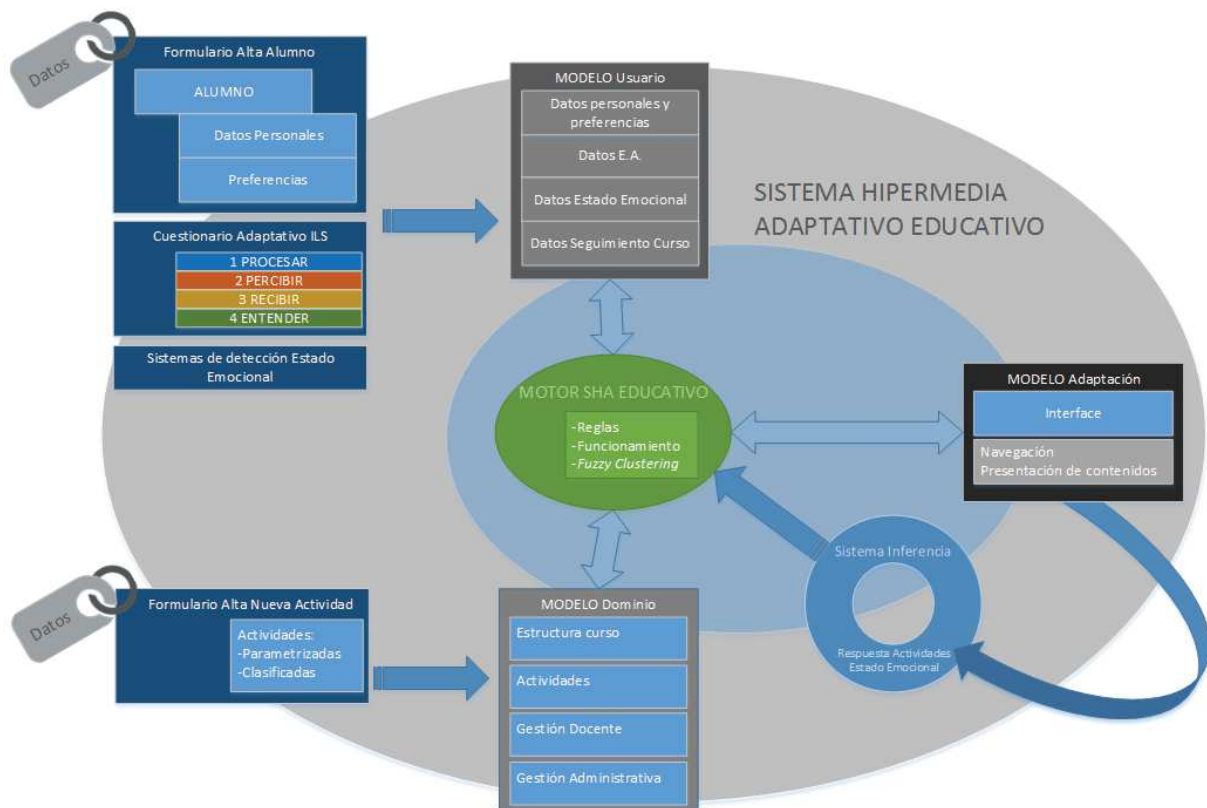 Datos
Formulario Alta Alumno
ALUMNO
Datos Personales
Preferencias
Cuestionario Adaptativo ILS
1 PROCESAR
2 PERCIBIR
3 RECIBIR
4 ENTENDER
Sistemas de detección Estado
Emocional
MODELO Usuario
Datos personales y
preferencias
Datos E.A.
Datos Estado Emocional
Datos Seguimiento Curso
SISTEMA HIPERMEDIA
ADAPTATIVO EDUCATIVO
MOTOR SHA EDUCATIVO
-Reglas
-Funcionamiento
-Fuzzy Clustering
MODELO Adaptación
Interface
Navegación
Presentación de contenidos
Sistema Inferencia
Respuesta Actividades
Estado Emocional
Datos
Formulario Alta Nueva Actividad
Actividades:
-Parametrizadas
-Clasificadas
MODELO Dominio
Estructura curso
Actividades
Gestión Docente
Gestión Administrativa